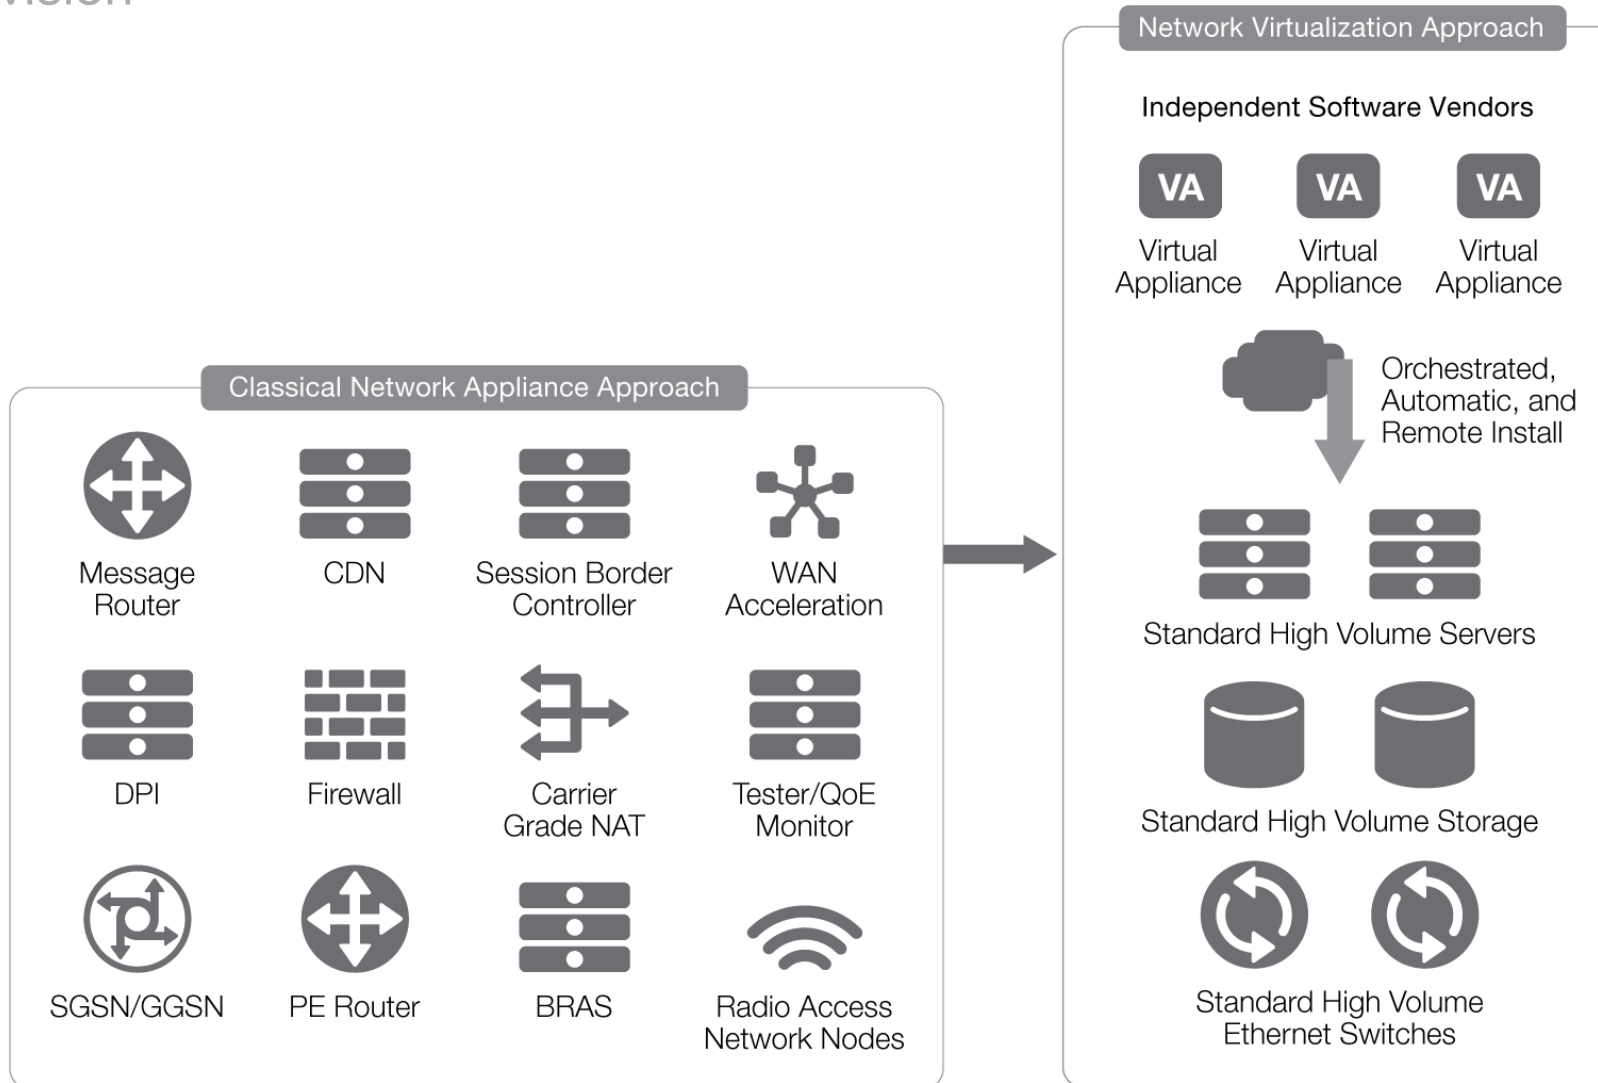 vision
Classical Network Appliance Approach
Message
Router
CDN
Session Border
Controller
WAN
Acceleration
DPI
Firewall
Carrier
Grade NAT
Tester/QoE
Monitor
SGSN/GGSN
PE Router
BRAS
Radio Access
Network Nodes
Network Virtualization Approach
Independent Software Vendors
VA
VA
VA
Virtual
Appliance
Virtual
Appliance
Virtual
Appliance
Orchestrated,
Automatic, and
Remote Install
Standard High Volume Servers
Standard High Volume Storage
Standard High Volume
Ethernet Switches